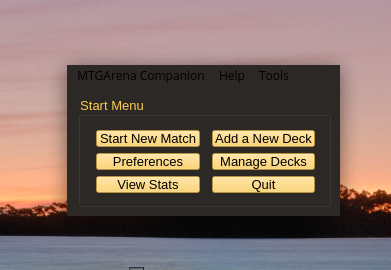 MTGArena Companion Help Tools
Start Menu
Start New Match Add a New Deck
Preferences Manage Decks
View Stats Quit